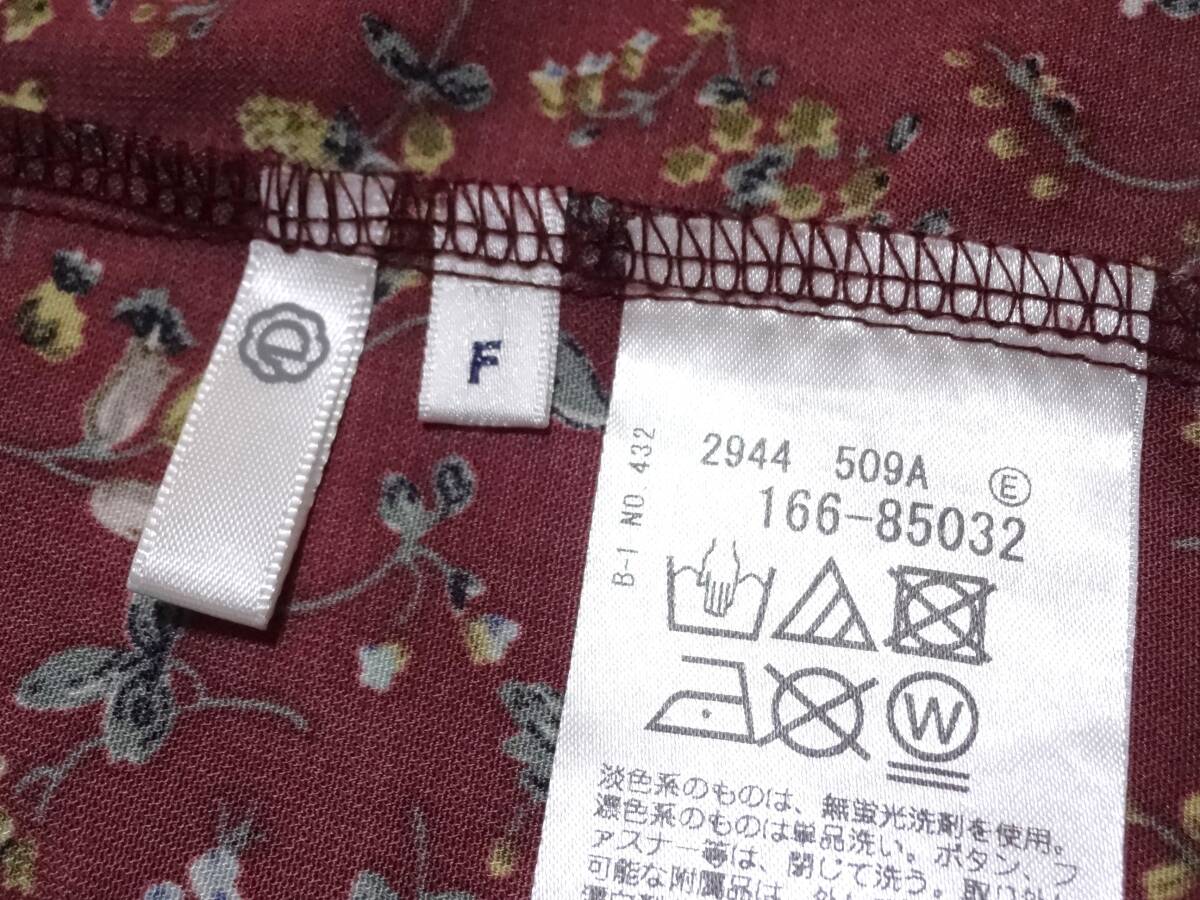 F
B-1 NO.432
2944 509A Ⓔ
166-85032
W
淡色系のものは、無蛍光洗剤を使用。
濃色系のものは単品洗い。ボタン、フ
ァスナー等は、閉じて洗う。取り外し
可能な附属品は、外し